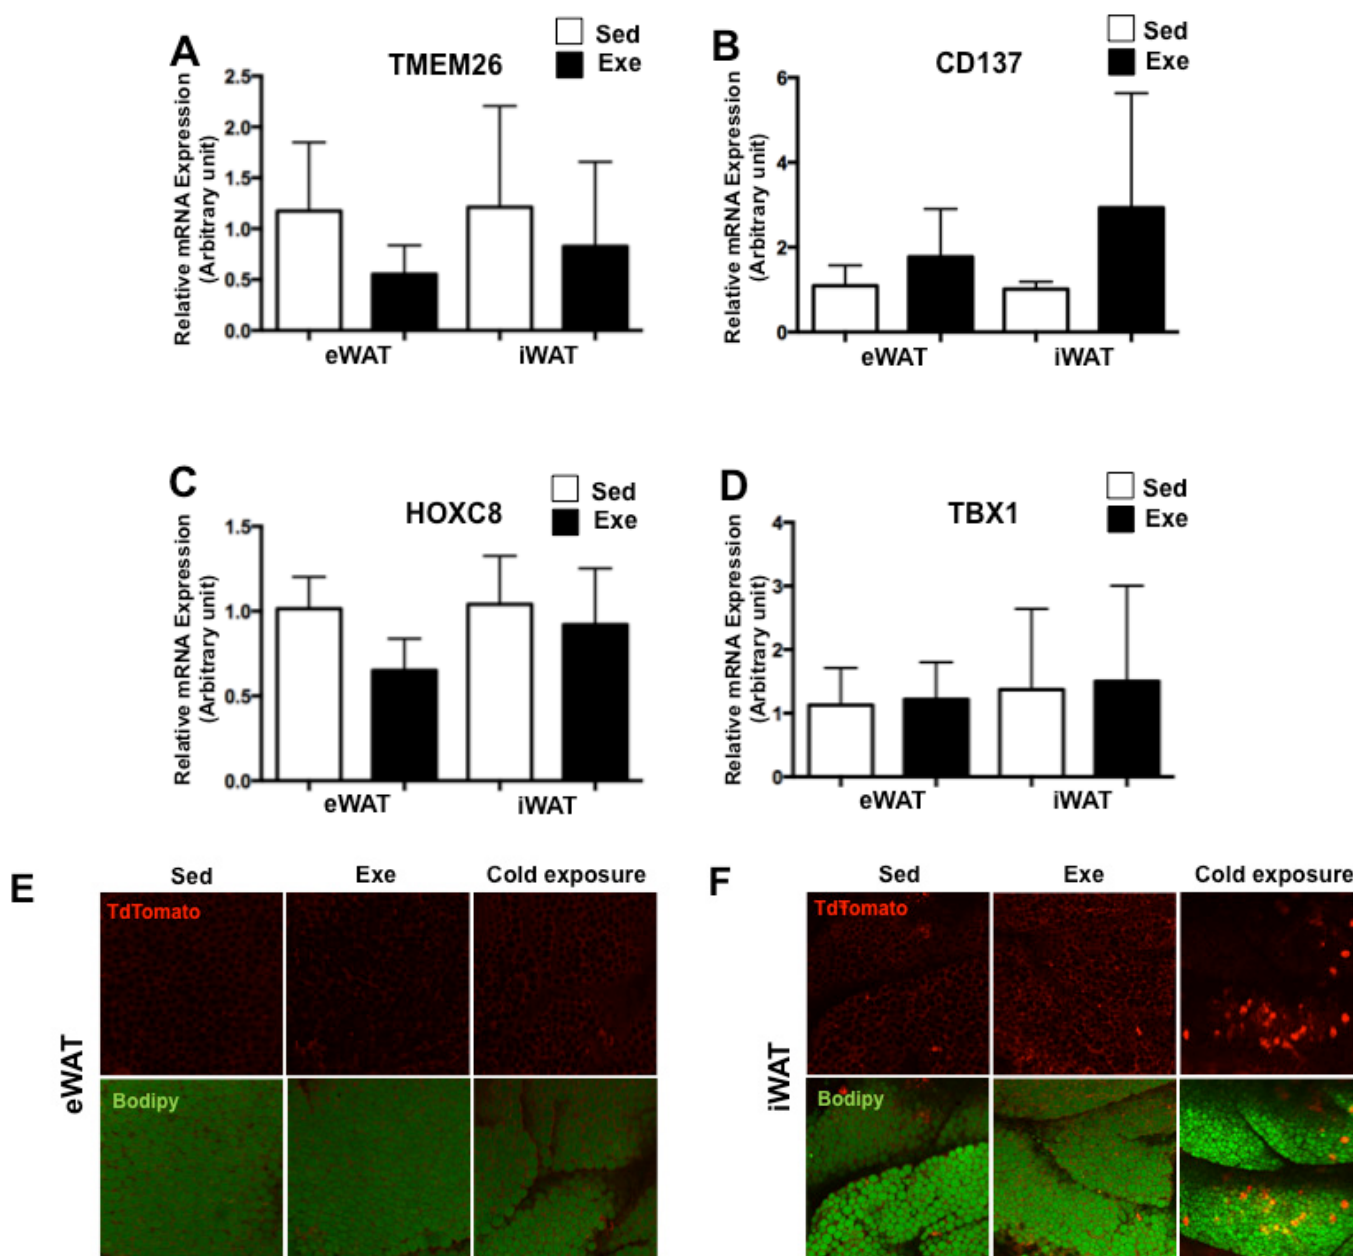 A
TMEM26
Sed
Exe
Relative mRNA Expression
(Arbitrary unit)
2.5
2.0
1.5
1.0
0.5
0.0
eWAT
iWAT
B
CD137
Sed
Exe
Relative mRNA Expression
(Arbitrary unit)
6
4
2
0
eWAT
iWAT
C
HOXC8
Sed
Exe
Relative mRNA Expression
(Arbitrary unit)
1.5
1.0
0.5
0.0
eWAT
iWAT
D
TBX1
Sed
Exe
Relative mRNA Expression
(Arbitrary unit)
4
3
2
1
0
eWAT
iWAT
E
Sed
Exe
Cold exposure
TdTomato
Bodipy
eWAT
F
Sed
Exe
Cold exposure
TdTomato
Bodipy
iWAT